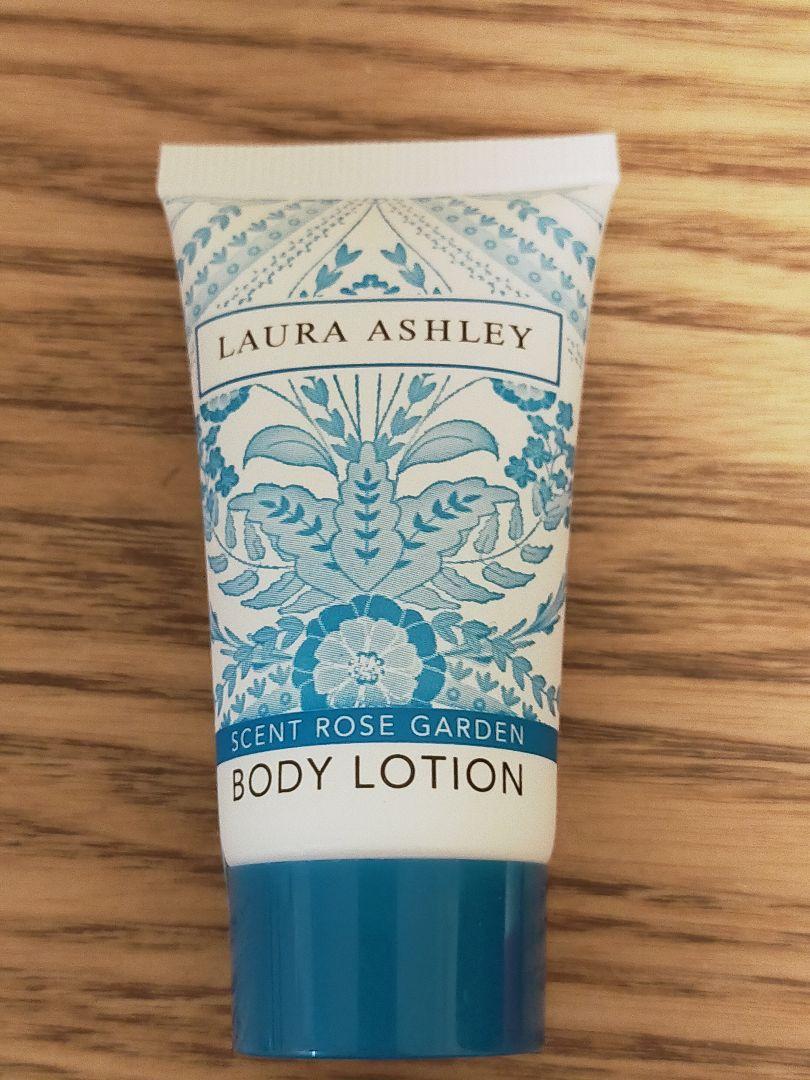 LAURA ASHLEY
SCENT ROSE GARDEN
BODY LOTION